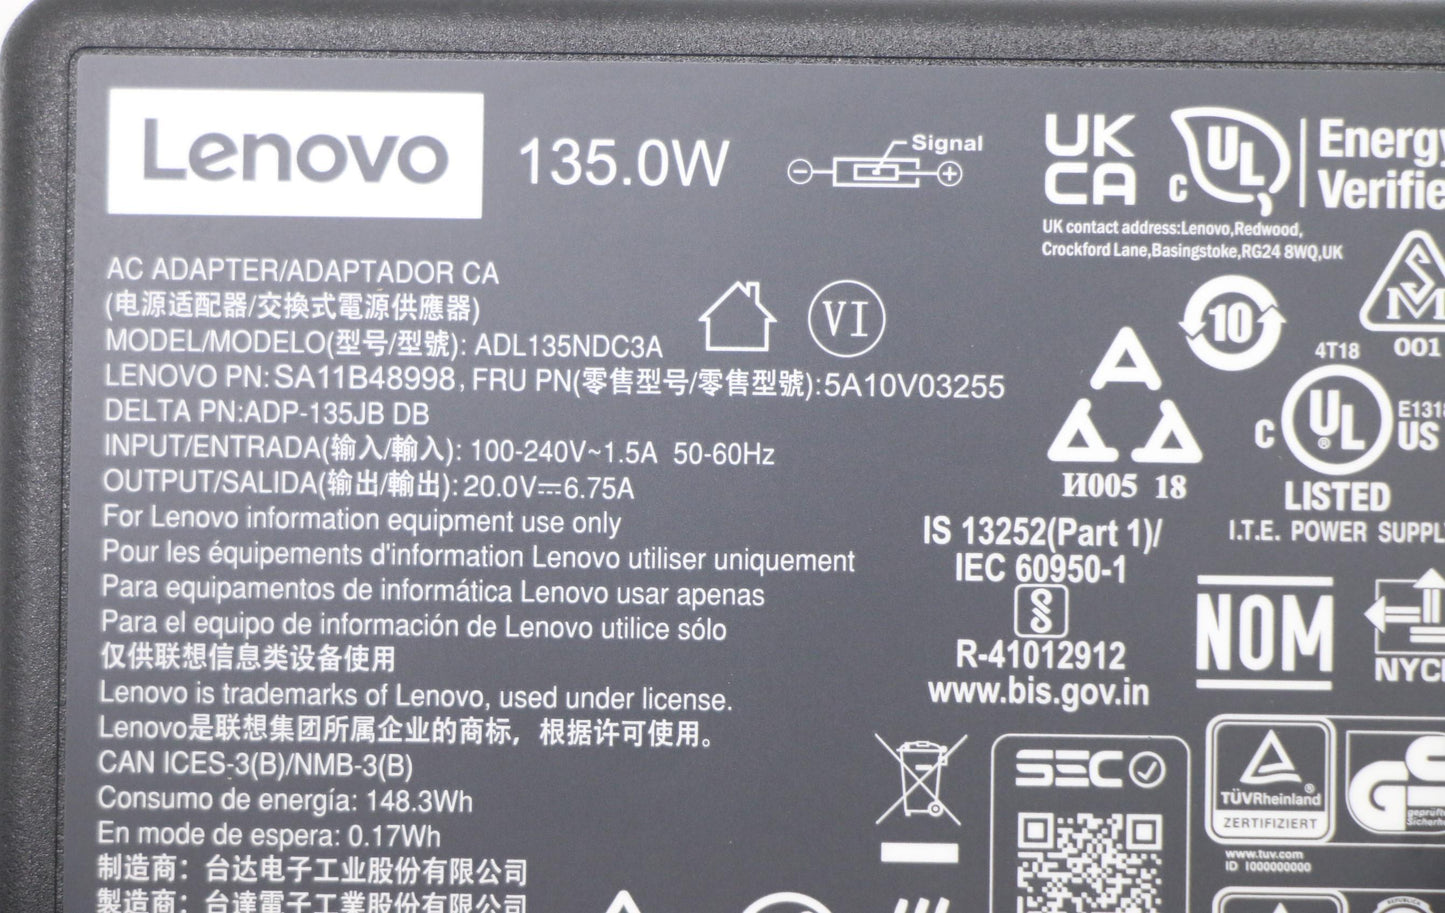 Lenovo
135.0W
Signal
AC ADAPTER/ADAPTADOR CA
(电源适配器/交換式電源供應器)
MODEL/MODELO(型号/型號): ADL135NDC3A
LENOVO PN:SA11B48998, FRU PN(零售型号/零售型號):5A10V03255
DELTA PN:ADP-135JB DB
INPUT/ENTRADA(输入/輸入): 100-240V~1.5A 50-60Hz
OUTPUT/SALIDA(输出/輸出): 20.0V⎓6.75A
For Lenovo information equipment use only
Pour les équipements d'information Lenovo utiliser uniquement
Para equipamentos de informática Lenovo usar apenas
Para el equipo de información de Lenovo utilice sólo
仅供联想信息类设备使用
Lenovo is trademarks of Lenovo, used under license.
Lenovo是联想集团所属企业的商标，根据许可使用。
CAN ICES-3(B)/NMB-3(B)
Consumo de energía: 148.3Wh
En mode de espera: 0.17Wh
制造商：台达电子工业股份有限公司
製造商：台達電子工業股份有限公司
VI
UK
CA
UK contact address:Lenovo,Redwood,
Crockford Lane,Basingstoke,RG24 8WQ,UK
C UL
Energy
Verifie
10
SM
001
4T18
C UL US
®
E1318
LISTED
I.T.E. POWER SUPPL
И005 18
IS 13252(Part 1)/
IEC 60950-1
R-41012912
www.bis.gov.in
NOM
NYCE
SEC
TÜVRheinland
®
ZERTIFIZIERT
GS
geprüfte
Sicherhe
www.tuv.com
ID 1000000000